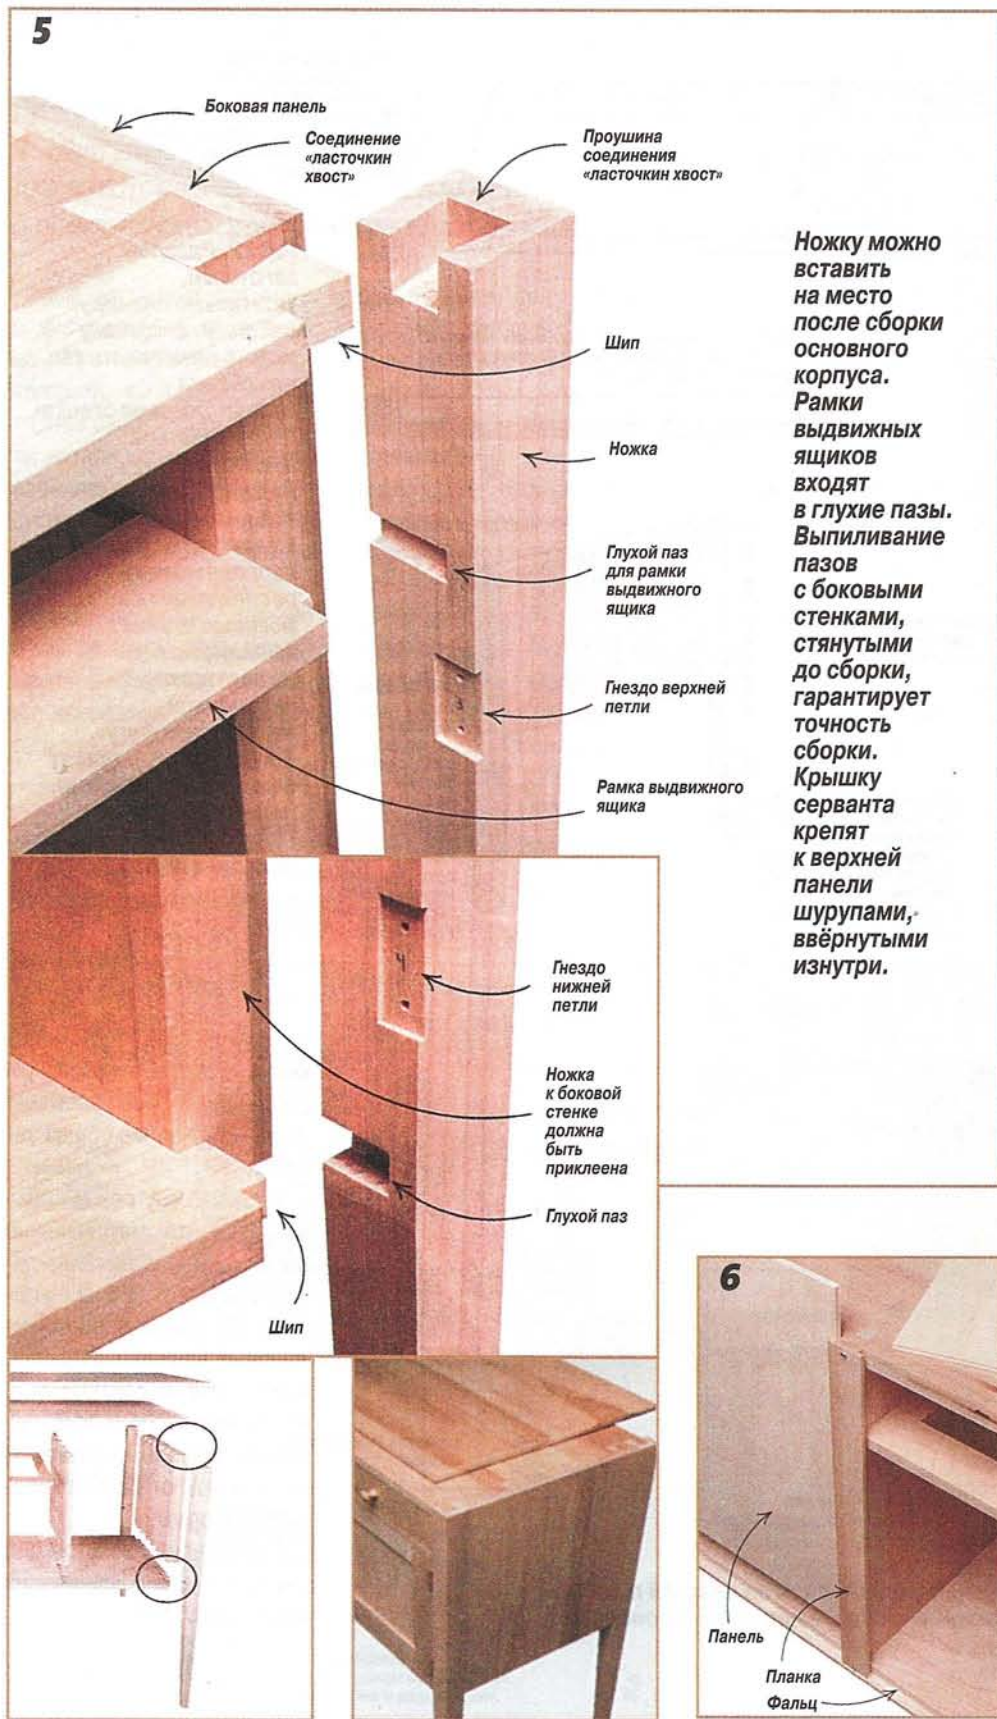 5
Боковая панель
Соединение
«ласточкин
хвост»
Проушина
соединения
«ласточкин хвост»
Шип
Ножка
Глухой паз
для рамки
выдвижного
ящика
Гнездо верхней
петли
3
Рамка выдвижного
ящика
Ножку можно
вставить
на место
после сборки
основного
корпуса.
Рамки
выдвижных
ящиков
входят
в глухие пазы.
Выпиливание
пазов
с боковыми
стенками,
стянутыми
до сборки,
гарантирует
точность
сборки.
Крышку
серванта
крепят
к верхней
панели
шурупами,
ввёрнутыми
изнутри.
4
Гнездо
нижней
петли
Ножка
к боковой
стенке
должна
быть
приклеена
Глухой паз
Шип
6
Панель
Планка
Фальц